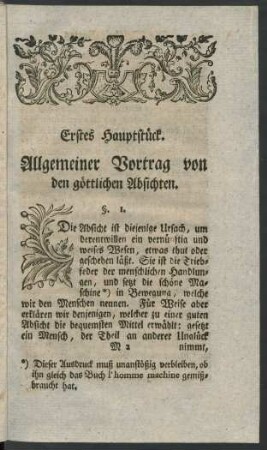 Erstes Hauptstück.
Allgemeiner Vortrag von
den göttlichen Absichten.
§. 1.
Die Absicht ist diejenige Ursach, um
derentwillen ein vernünftig und
weises Wesen, etwas thut oder
geschehen läßt. Sie ist die Trieb-
feder der menschlichen Handlun-
gen, und setzt die schöne Ma-
schine *) in Bewegung, welche
wir den Menschen nennen. Für Weise aber
erklären wir denjenigen, welcher zu einer guten
Absicht die bequemsten Mittel erwählt: gesetzt
ein Mensch, der Theil an anderer Unglück
M 2 nimmt,
*) Dieser Ausdruck muß unanstößig verbleiben, ob
ihn gleich das Buch l'homme machine gemiß-
braucht hat.